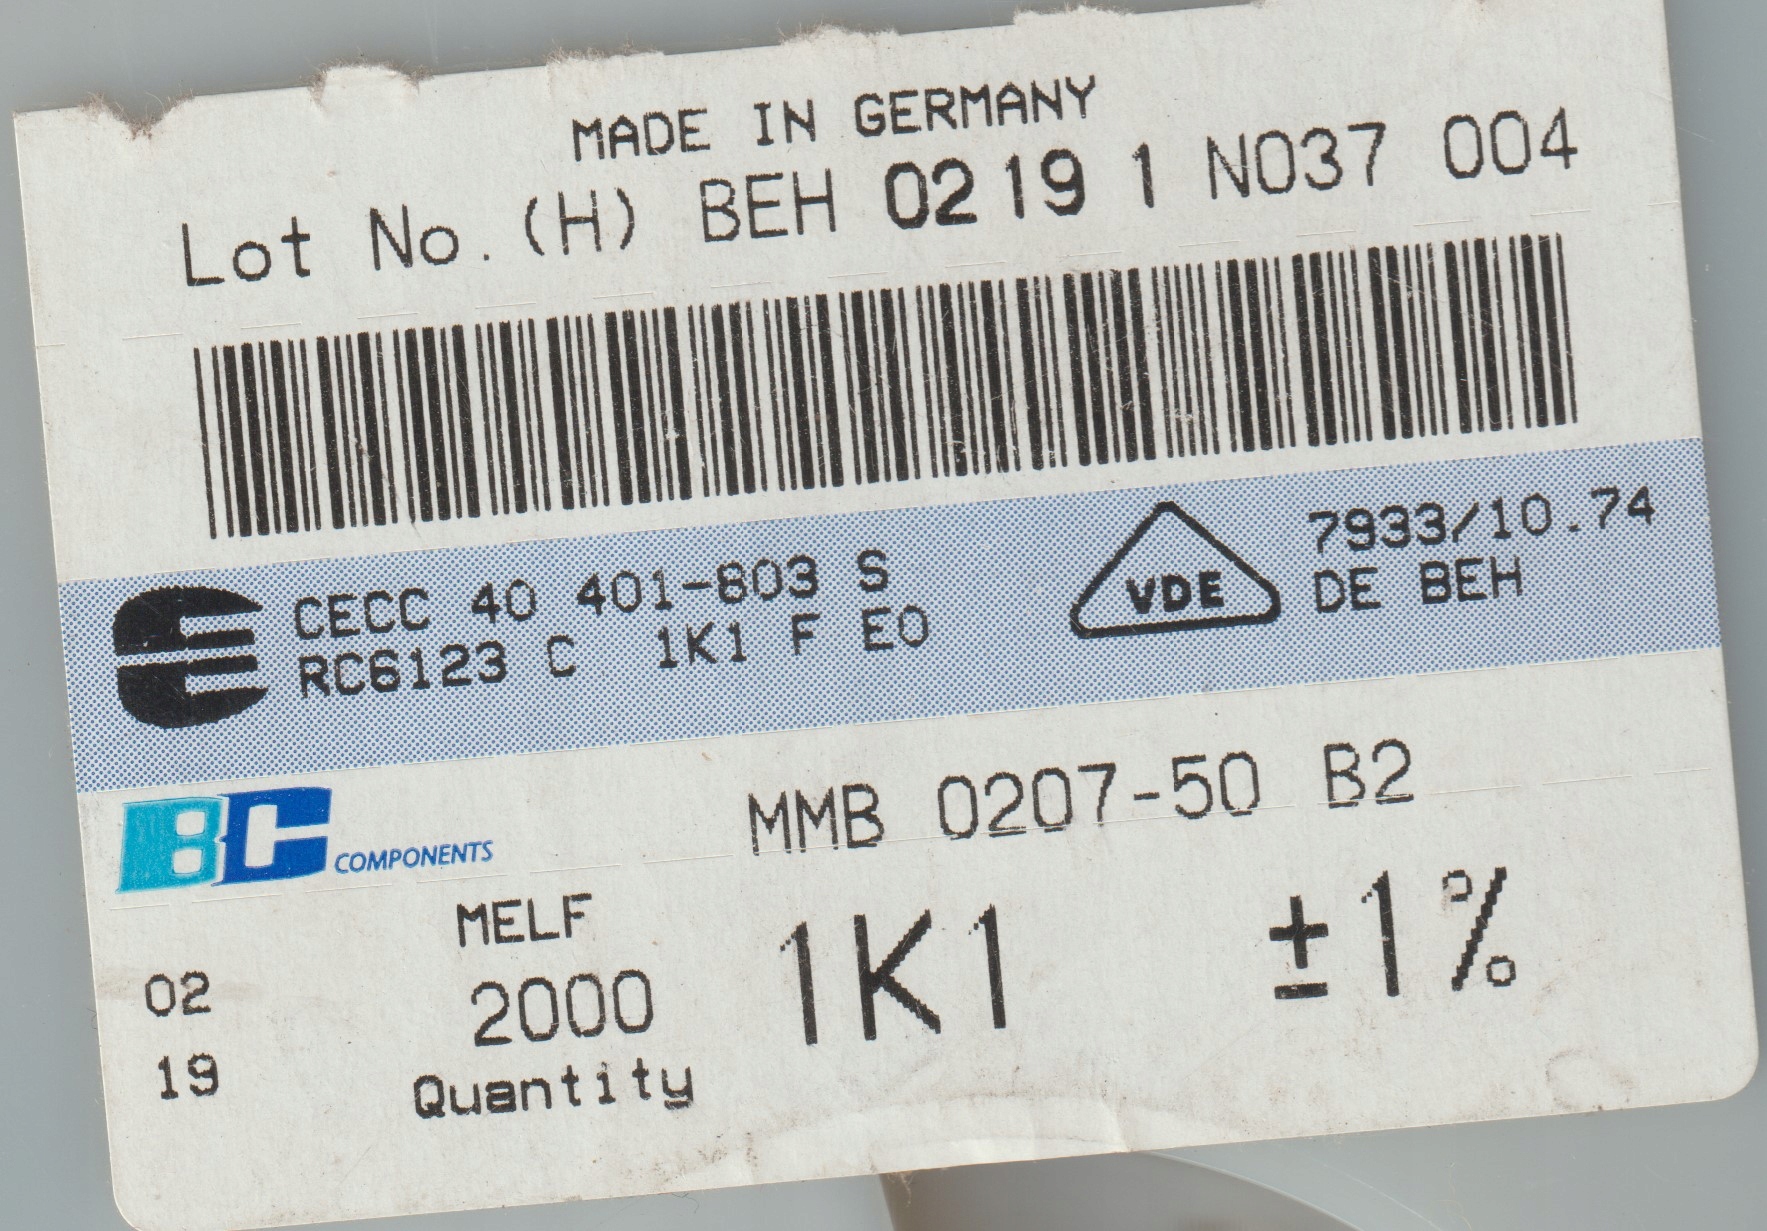 MADE IN GERMANY
Lot No.(H) BEH 02 19 1 N037 004
CECC 40 401-803 S
RC6123 C 1K1 F E0
VDE
7933/10.74
DE BEH
BC COMPONENTS
MMB 0207-50 B2
MELF
02
2000
1K1
±1%
19
Quantity